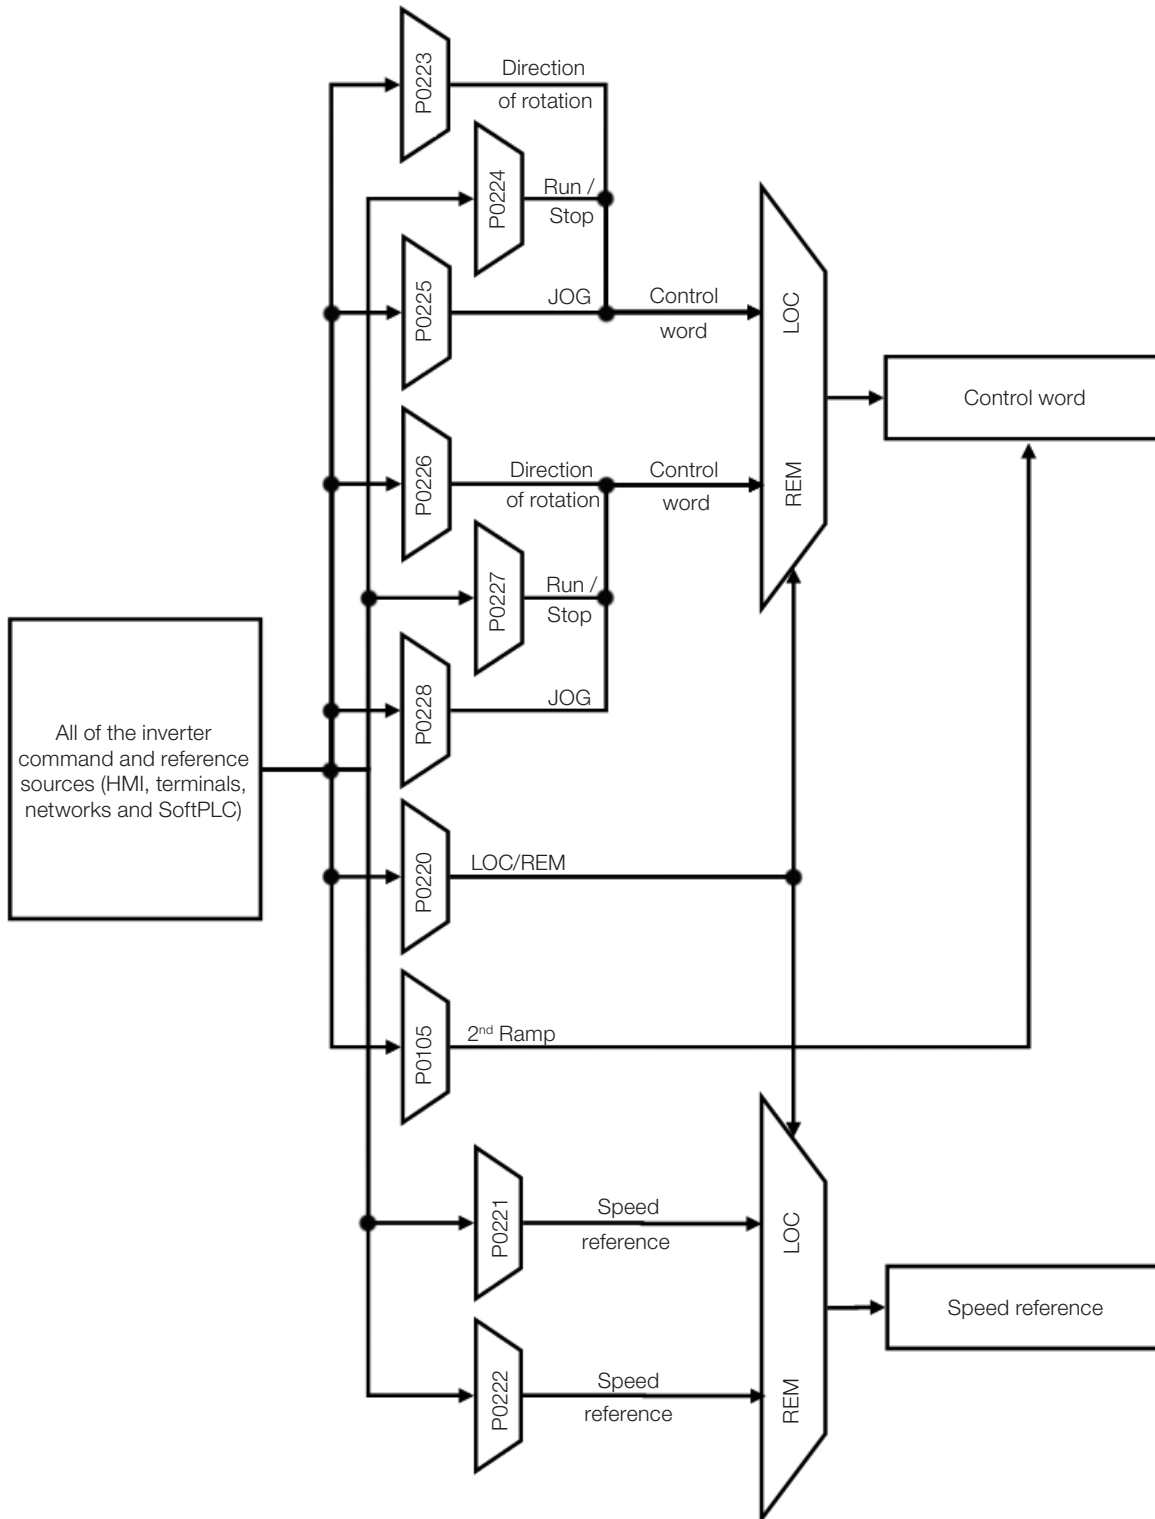 P0223
Direction
of rotation
P0224
Run /
Stop
P0225
JOG
Control
word
LOC
REM
Control word
P0226
Direction
of rotation
Control
word
P0227
Run /
Stop
P0228
JOG
All of the inverter
command and reference
sources (HMI, terminals,
networks and SoftPLC)
P0220
LOC/REM
P0105
2nd Ramp
P0221
Speed
reference
LOC
REM
Speed reference
P0222
Speed
reference